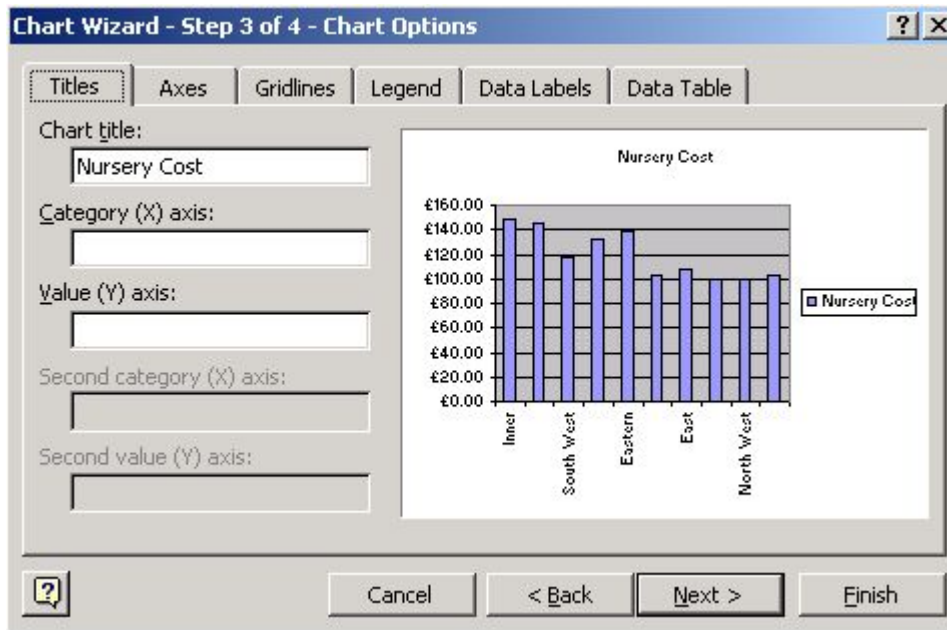 Chart Wizard - Step 3 of 4 - Chart Options
Titles Axes Gridlines Legend Data Labels Data Table
Chart title:
Nursery Cost
Category (X) axis:
Value (Y) axis:
Second category (X) axis:
Second value (Y) axis:
Nursery Cost
£160.00
£140.00
£120.00
£100.00
£80.00
£60.00
£40.00
£20.00
£0.00
Inner
South West
Eastern
East
North West
Nursery Cost
Cancel < Back Next > Finish